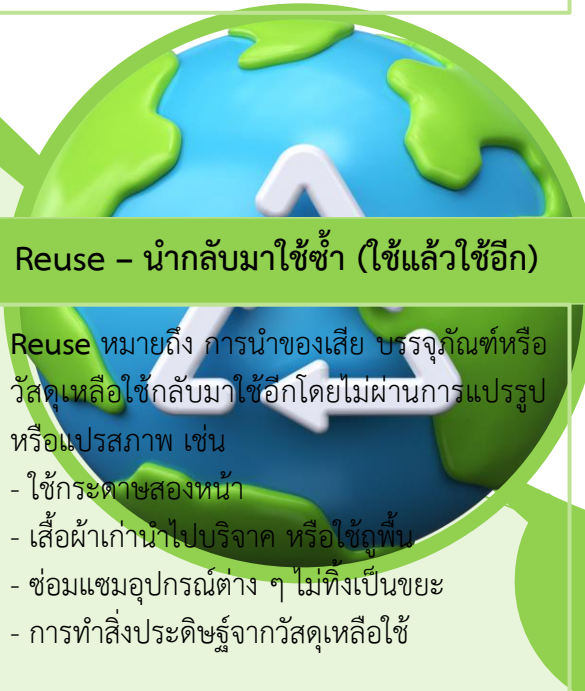 Reuse – นำกลับมาใช้ซ้ำ (ใช้แล้วใช้อีก)
Reuse หมายถึง การนำของเสีย บรรจุภัณฑ์หรือ
วัสดุเหลือใช้กลับมาใช้อีกโดยไม่ผ่านการแปรรูป
หรือแปรสภาพ เช่น
- ใช้กระดาษสองหน้า
- เสื้อผ้าเก่านำไปบริจาค หรือใช้ถูพื้น
- ซ่อมแซมอุปกรณ์ต่าง ๆ ไม่ทิ้งเป็นขยะ
- การทำสิ่งประดิษฐ์จากวัสดุเหลือใช้